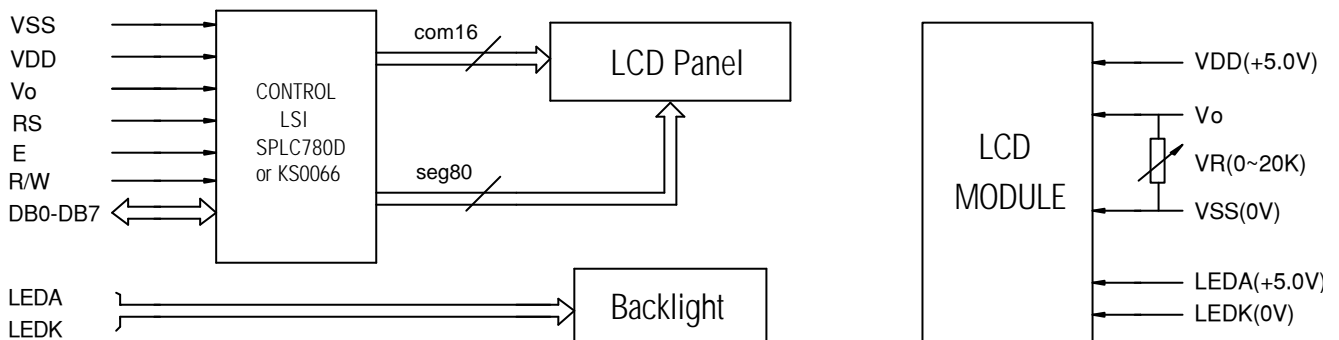 VSS
VDD
Vo
RS
E
R/W
DB0-DB7
CONTROL
LSI
SPLC780D
or KS0066
com16
seg80
LCD Panel
LEDA
LEDK
Backlight
LCD
MODULE
VDD(+5.0V)
Vo
VR(0~20K)
VSS(0V)
LEDA(+5.0V)
LEDK(0V)